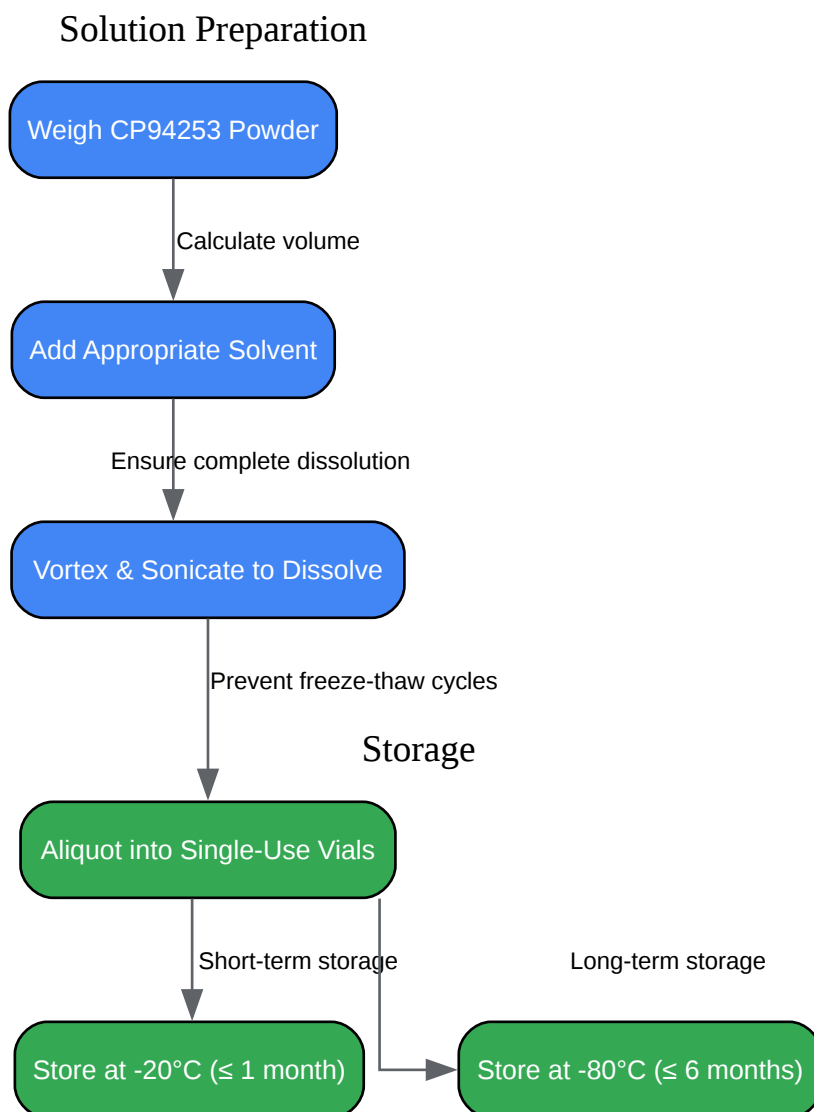 Solution Preparation
Weigh CP94253 Powder
Calculate volume
Add Appropriate Solvent
Ensure complete dissolution
Vortex & Sonicate to Dissolve
Prevent freeze-thaw cycles
Storage
Aliquot into Single-Use Vials
Short-term storage
Long-term storage
Store at -20°C (≤ 1 month)
Store at -80°C (≤ 6 months)